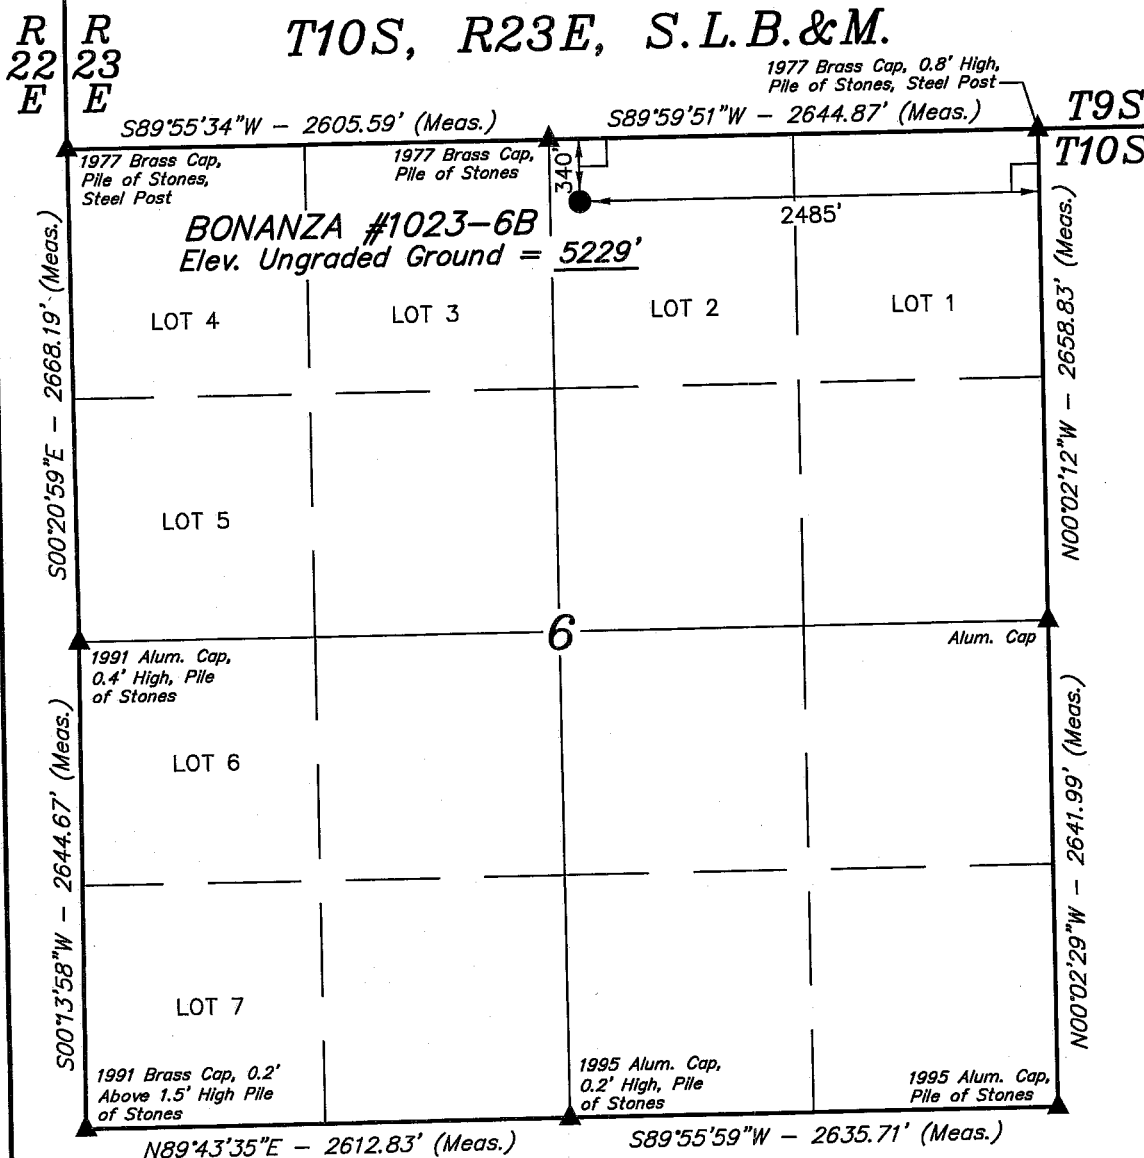 T10S, R23E, S.L.B.&M.
R R
22 23
E E
1977 Brass Cap, 0.8' High,
Pile of Stones, Steel Post
T9S
T10S
S89°55'34"W - 2605.59' (Meas.)
S89°59'51"W - 2644.87' (Meas.)
1977 Brass Cap,
Pile of Stones,
Steel Post
1977 Brass Cap,
Pile of Stones
340'
2485'
BONANZA #1023-6B
Elev. Ungraded Ground = 5229'
LOT 4
LOT 3
LOT 2
LOT 1
S00°20'59"E - 2668.19' (Meas.)
N00°02'12"W - 2658.83' (Meas.)
LOT 5
6
1991 Alum. Cap,
0.4' High, Pile
of Stones
Alum. Cap
LOT 6
S00°13'58"W - 2644.67' (Meas.)
N00°02'29"W - 2641.99' (Meas.)
LOT 7
1991 Brass Cap, 0.2'
Above 1.5' High Pile
of Stones
1995 Alum. Cap,
0.2' High, Pile
of Stones
1995 Alum. Cap,
Pile of Stones
N89°43'35"E - 2612.83' (Meas.)
S89°55'59"W - 2635.71' (Meas.)